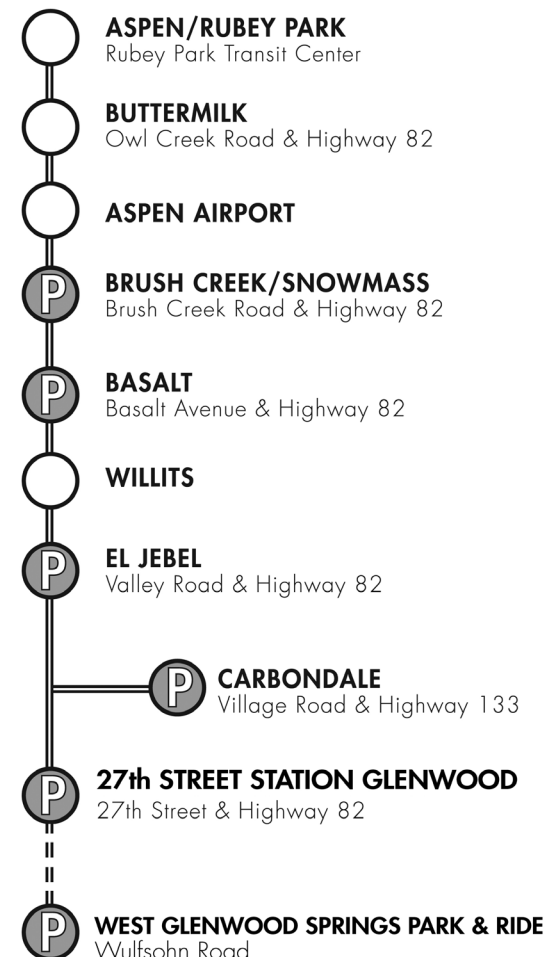 ASPEN/RUBEY PARK
Rubey Park Transit Center
BUTTERMILK
Owl Creek Road & Highway 82
ASPEN AIRPORT
P
BRUSH CREEK/SNOWMASS
Brush Creek Road & Highway 82
P
BASALT
Basalt Avenue & Highway 82
WILLITS
P
EL JEBEL
Valley Road & Highway 82
P
CARBONDALE
Village Road & Highway 133
P
27th STREET STATION GLENWOOD
27th Street & Highway 82
P
WEST GLENWOOD SPRINGS PARK & RIDE
Wulfsohn Road